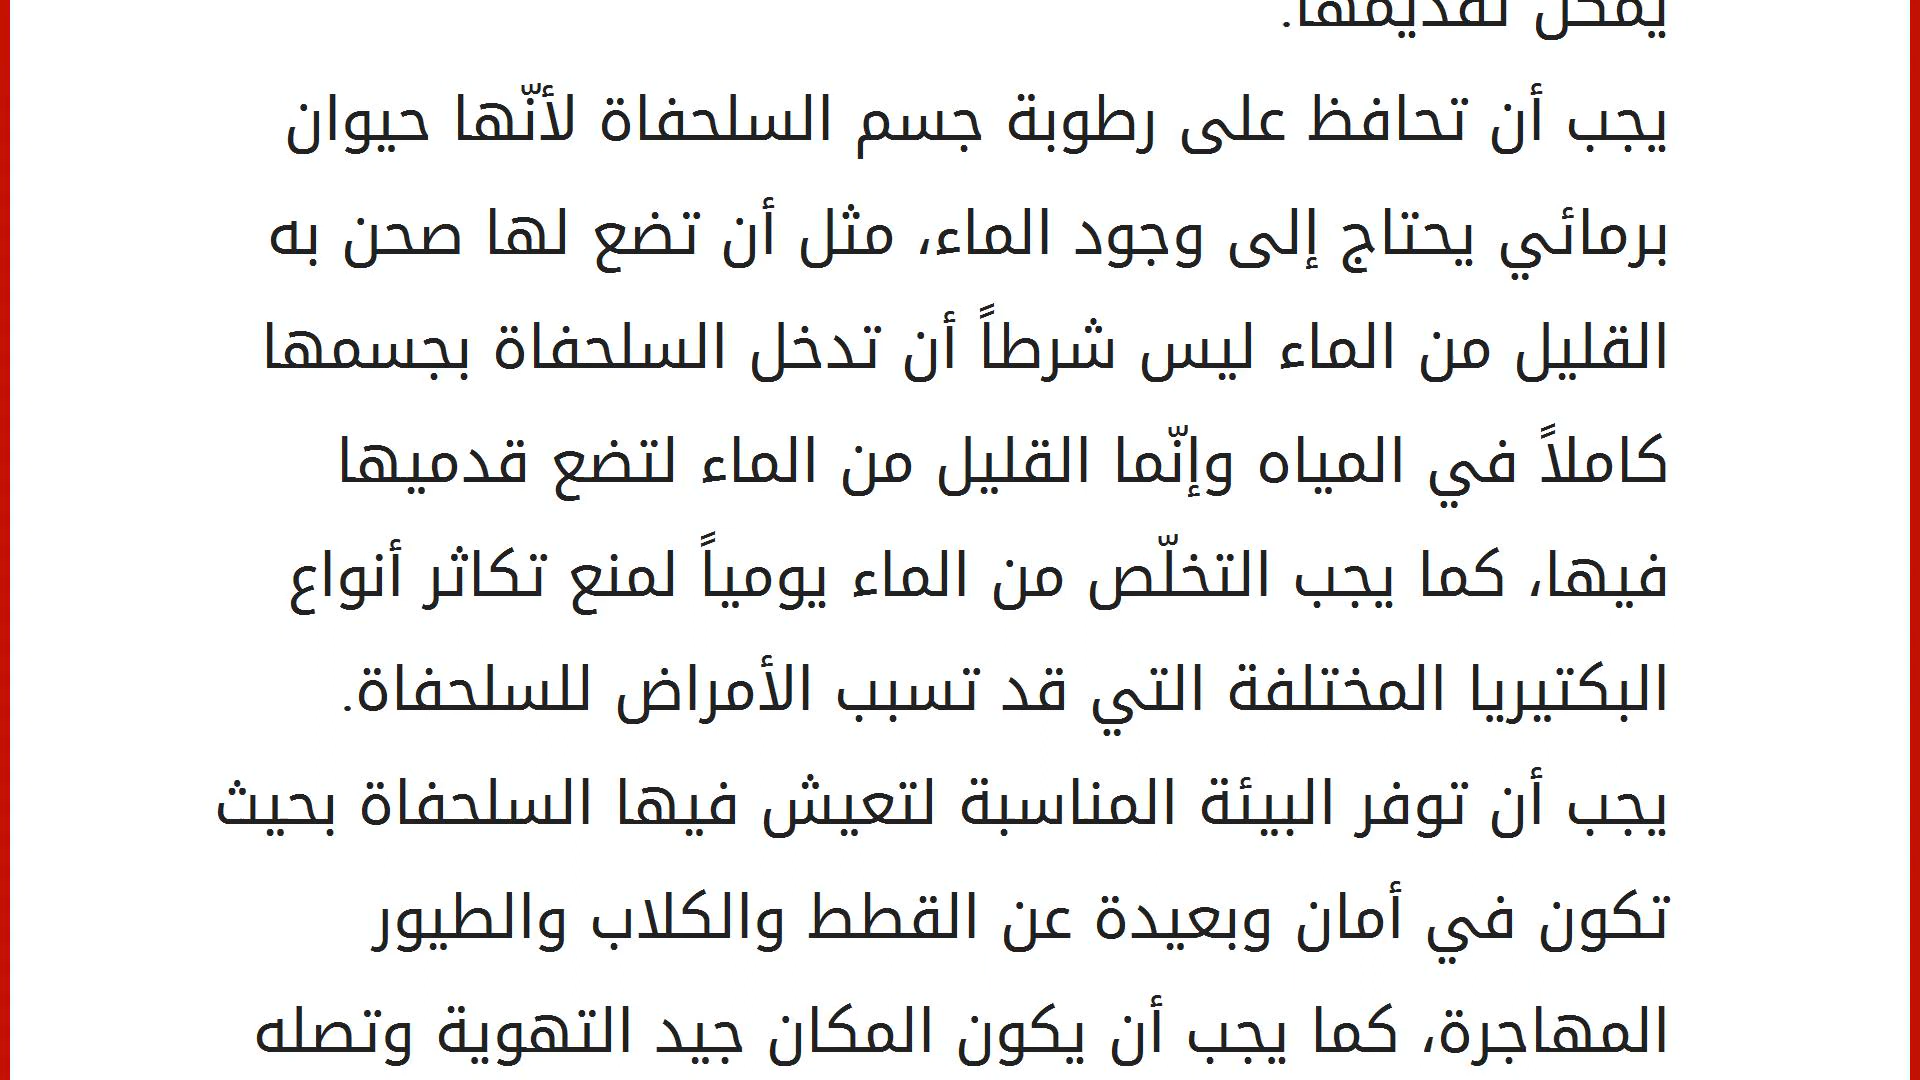 يمكن تقديمها.
يجب أن تحافظ على رطوبة جسم السلحفاة لأنّها حيوان
برمائي يحتاج إلى وجود الماء، مثل أن تضع لها صحن به
القليل من الماء ليس شرطاً أن تدخل السلحفاة بجسمها
كاملاً في المياه وإنّما القليل من الماء لتضع قدميها
فيها، كما يجب التخلّص من الماء يومياً لمنع تكاثر أنواع
البكتيريا المختلفة التي قد تسبب الأمراض للسلحفاة.
يجب أن توفر البيئة المناسبة لتعيش فيها السلحفاة بحيث
تكون في أمان وبعيدة عن القطط والكلاب والطيور
المهاجرة، كما يجب أن يكون المكان جيد التهوية وتصله